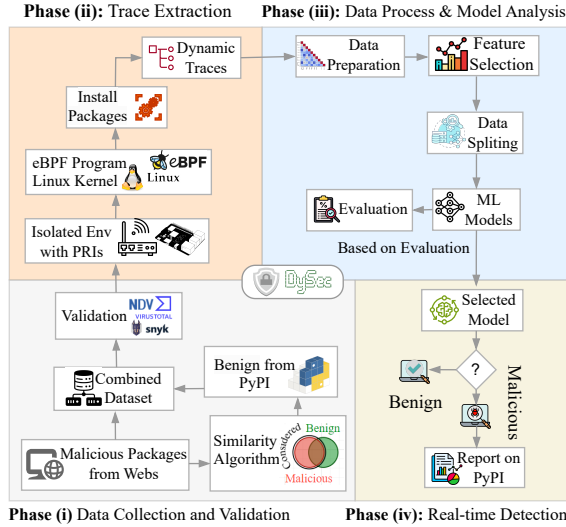 Phase (ii): Trace Extraction
Phase (iii): Data Process & Model Analysis
Dynamic
Traces
Install
Packages
eBPF Program
Linux Kernel
Linux
eBPF
Isolated Env
with PRIs
Data
Preparation
Feature
Selection
Data
Spliting
ML
Models
Evaluation
Based on Evaluation
DySec
Validation
NDV
VIRUSTOTAL
snyk
Combined
Dataset
Benign from
PyPI
Malicious Packages
from Webs
Similarity
Algorithm
Considered
Benign
Malicious
Selected
Model
?
Benign
Malicious
Report on
PyPI
Phase (i) Data Collection and Validation
Phase (iv): Real-time Detection